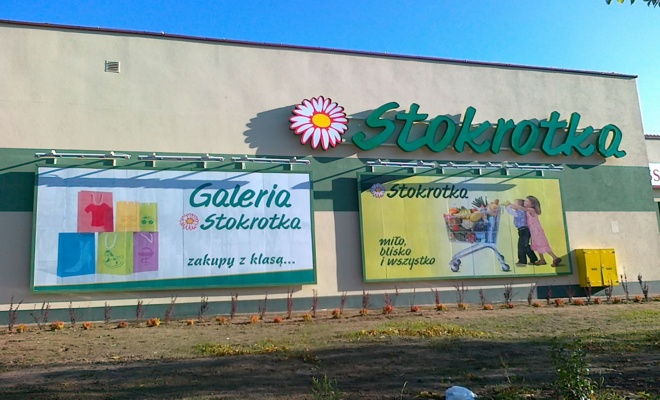 Stokrotka
Galeria
Stokrotka
zakupy z klasą...
Stokrotka
miło,
blisko
i wszystko
S